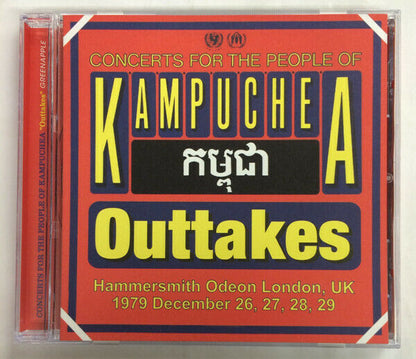 CONCERTS FOR THE PEOPLE OF
KAMPUCHEA
កម្ពុជា
Outtakes
Hammersmith Odeon London, UK
1979 December 26, 27, 28, 29
CONCERTS FOR THE PEOPLE OF KAMPUCHEA "Outtakes" GREENAPPLE